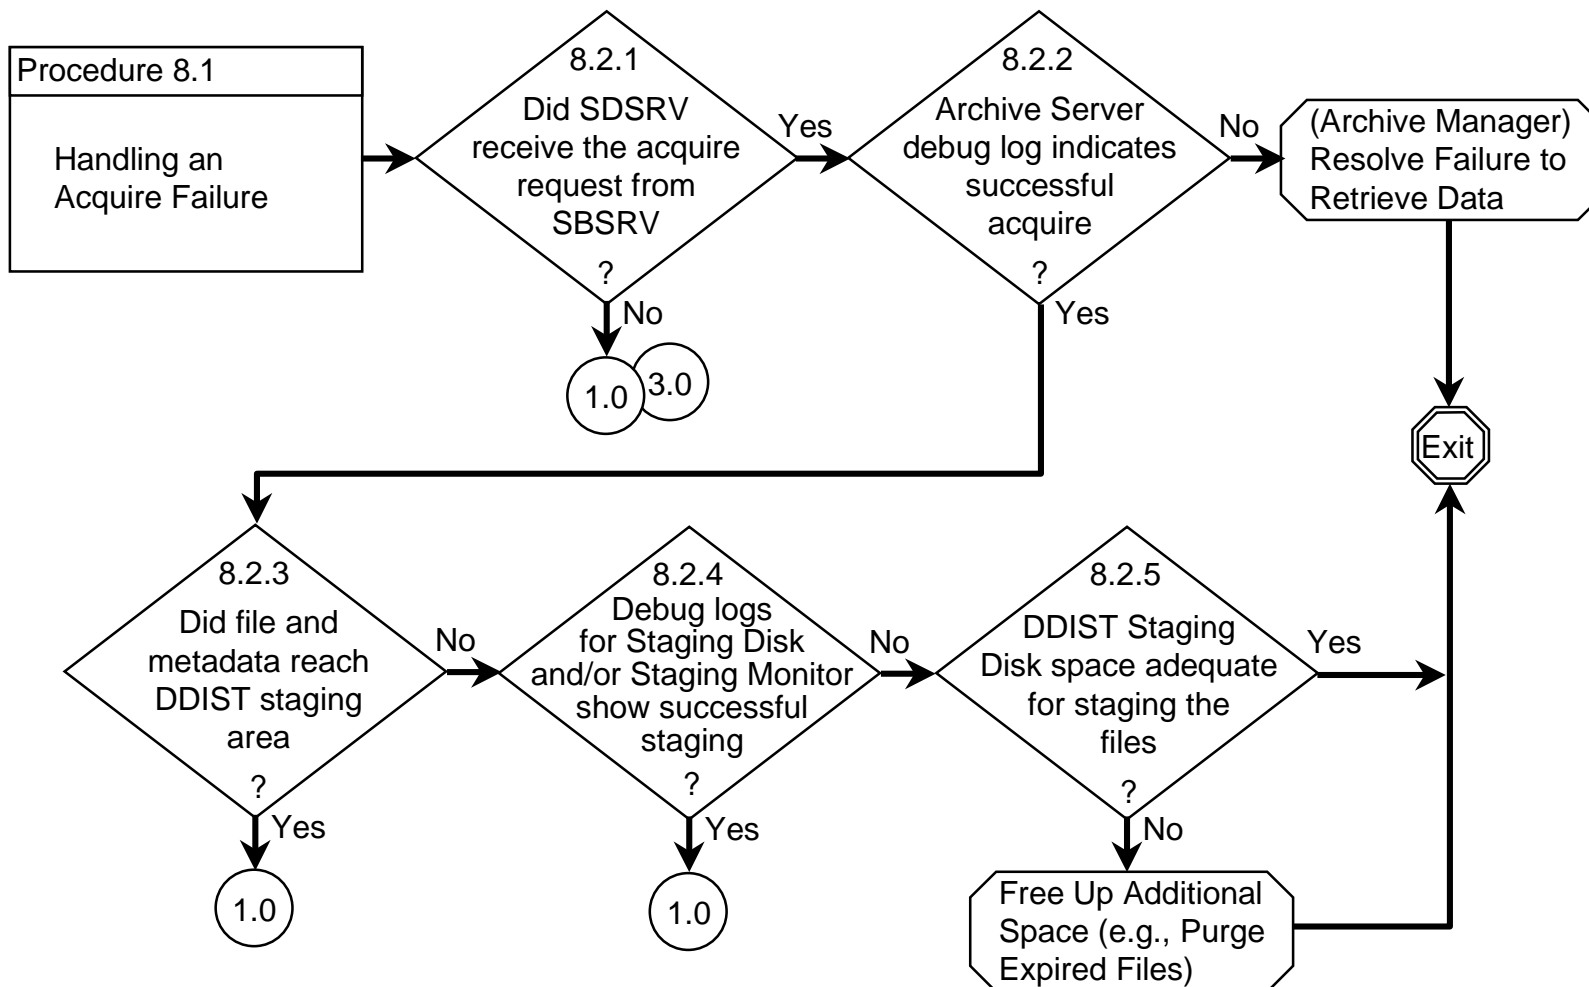 Procedure 8.1
Handling an
Acquire Failure
8.2.1
Did SDSRV
receive the acquire
request from
SBSRV
?
Yes
No
1.0
3.0
8.2.2
Archive Server
debug log indicates
successful
acquire
?
No
Yes
(Archive Manager)
Resolve Failure to
Retrieve Data
Exit
8.2.3
Did file and
metadata reach
DDIST staging
area
?
No
Yes
1.0
8.2.4
Debug logs
for Staging Disk
and/or Staging Monitor
show successful
staging
?
No
Yes
1.0
8.2.5
DDIST Staging
Disk space adequate
for staging the
files
?
Yes
No
Free Up Additional
Space (e.g., Purge
Expired Files)